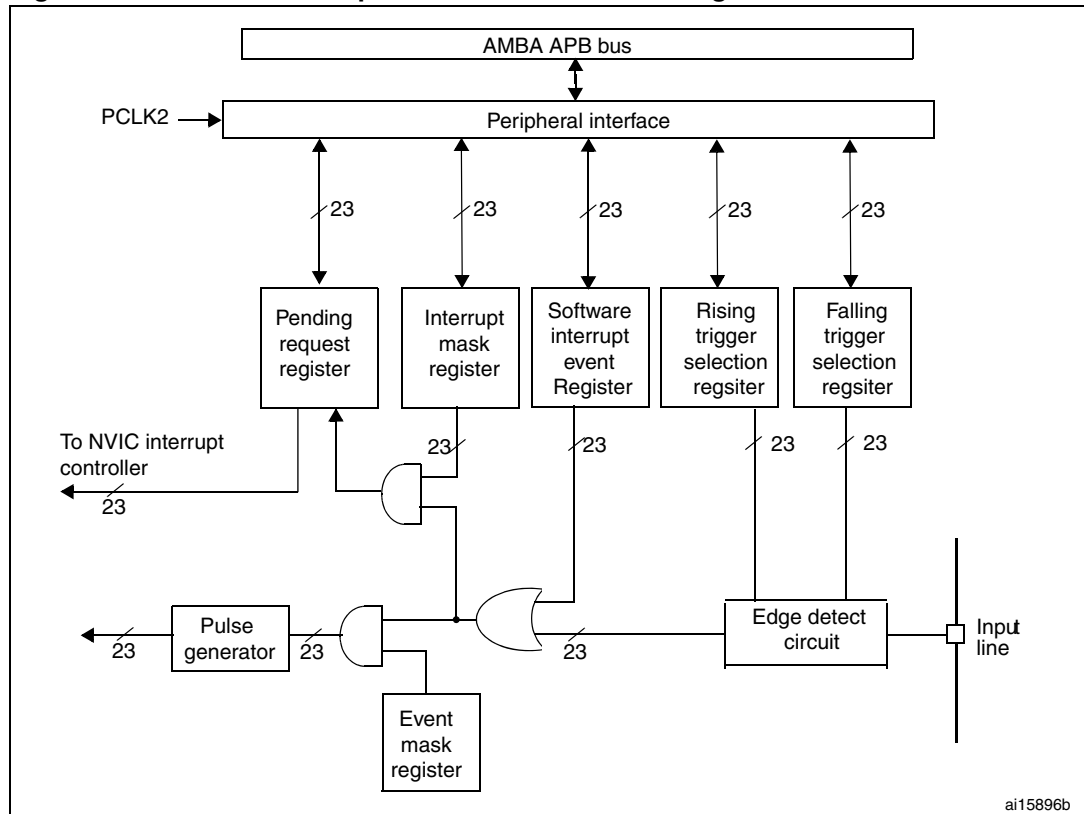 AMBA APB bus
PCLK2
Peripheral interface
23
23
23
23
23
Pending
request
register
Interrupt
mask
register
Software
interrupt
event
Register
Rising
trigger
selection
regsiter
Falling
trigger
selection
regsiter
To NVIC interrupt
controller
23
23
23
23
23
Pulse
generator
23
23
23
Edge detect
circuit
Input
line
Event
mask
register
ai15896b